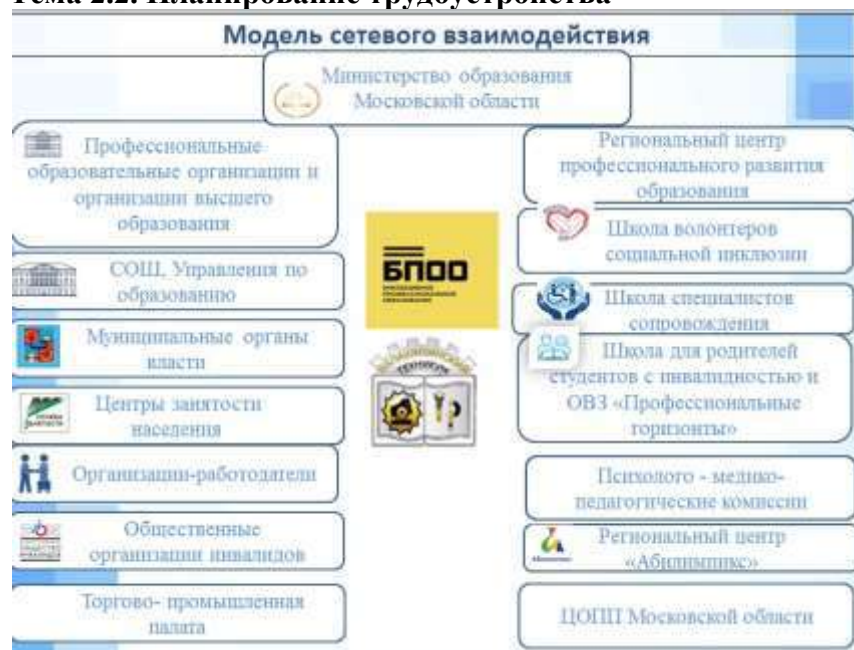 Тема 2.2. Планирование трудоустройства
Модель сетевого взаимодействия
Министерство образования
Московской области
Профессиональные
образовательные организации и
организации высшего
образования
СОШ, Управления по
образованию
Муниципальные органы
власти
Центры занятости
населения
Организации-работодатели
Общественные
организации инвалидов
Торгово- промышленная
палата
БПОО
ТЕХНИКУМ
Региональный центр
профессионального развития
образования
Школа волонтеров
социальной инклюзии
Школа специалистов
сопровождения
Школа для родителей
студентов с инвалидностью и
ОВЗ «Профессиональные
горизонты»
Психолого - медико-
педагогические комиссии
Региональный центр
«Абилимпикс»
ЦОПП Московской области